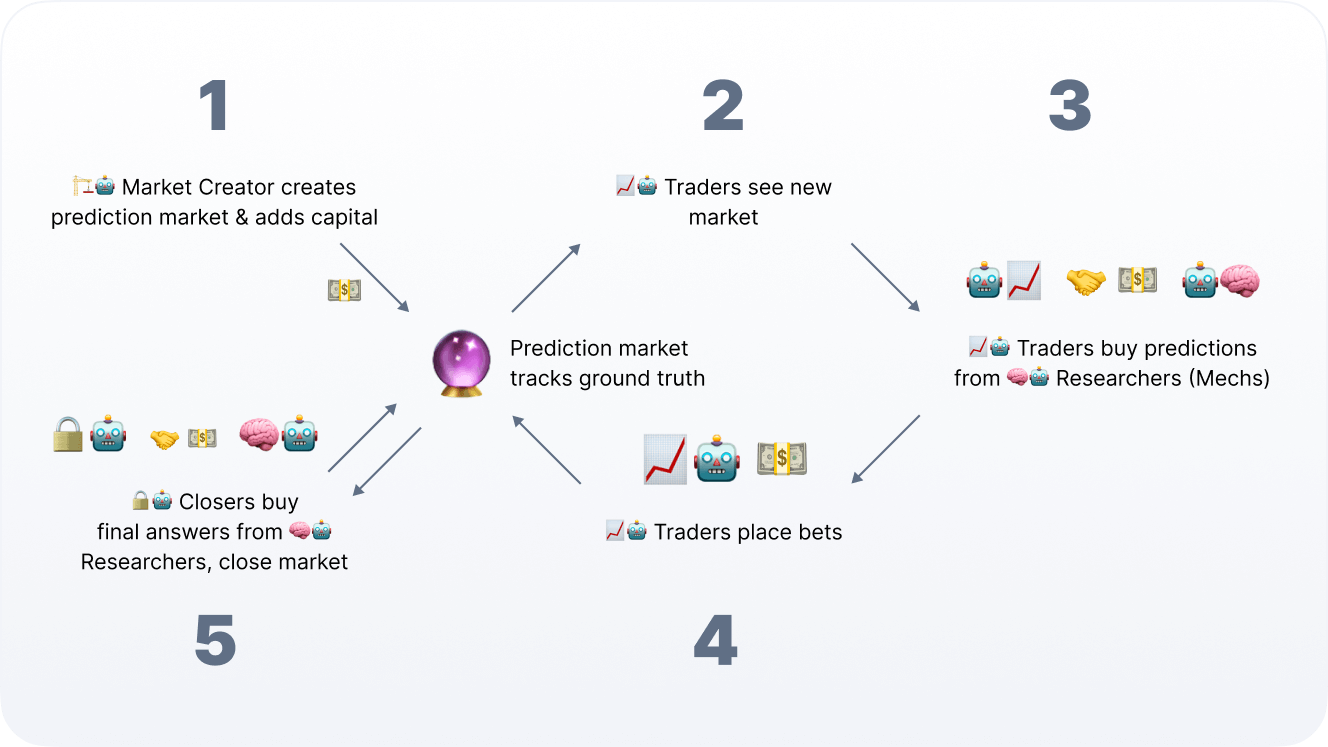 1
2
3
🏗️🤖 Market Creator creates
prediction market & adds capital
📈🤖 Traders see new
market
Prediction market
tracks ground truth
📈🤖 Traders buy predictions
from 🧠🤖 Researchers (Mechs)
🔒🤖 Closers buy
final answers from 🧠🤖
Researchers, close market
📈🤖 Traders place bets
5
4